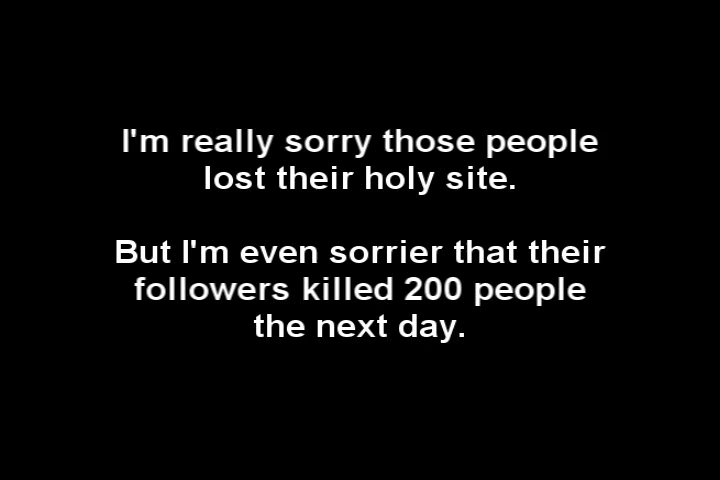 I'm really sorry those people
lost their holy site.
But I'm even sorrier that their
followers killed 200 people
the next day.